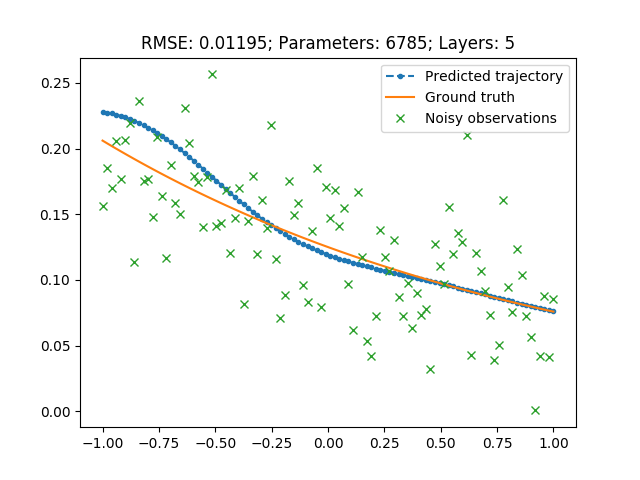 RMSE: 0.01195; Parameters: 6785; Layers: 5
Predicted trajectory
Ground truth
Noisy observations
0.25
0.20
0.15
0.10
0.05
0.00
−1.00 −0.75 −0.50 −0.25 0.00 0.25 0.50 0.75 1.00